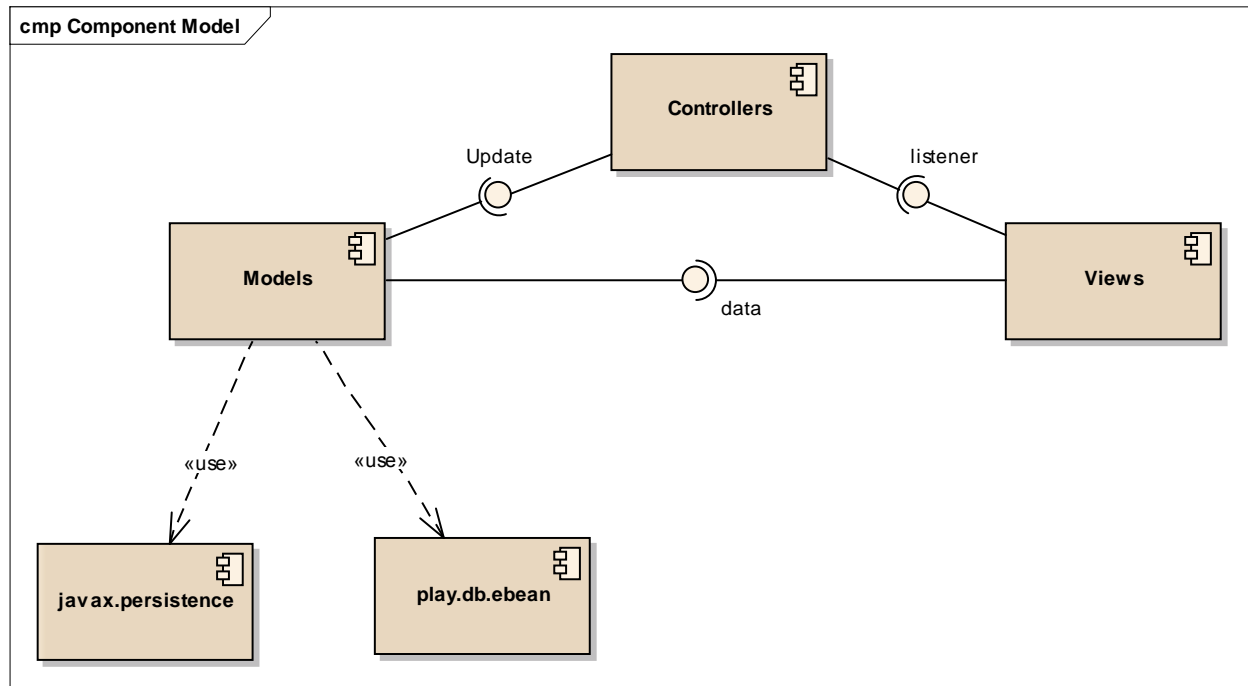 cmp Component Model
Controllers
Update
listener
Models
Views
data
«use»
«use»
javax.persistence
play.db.ebean